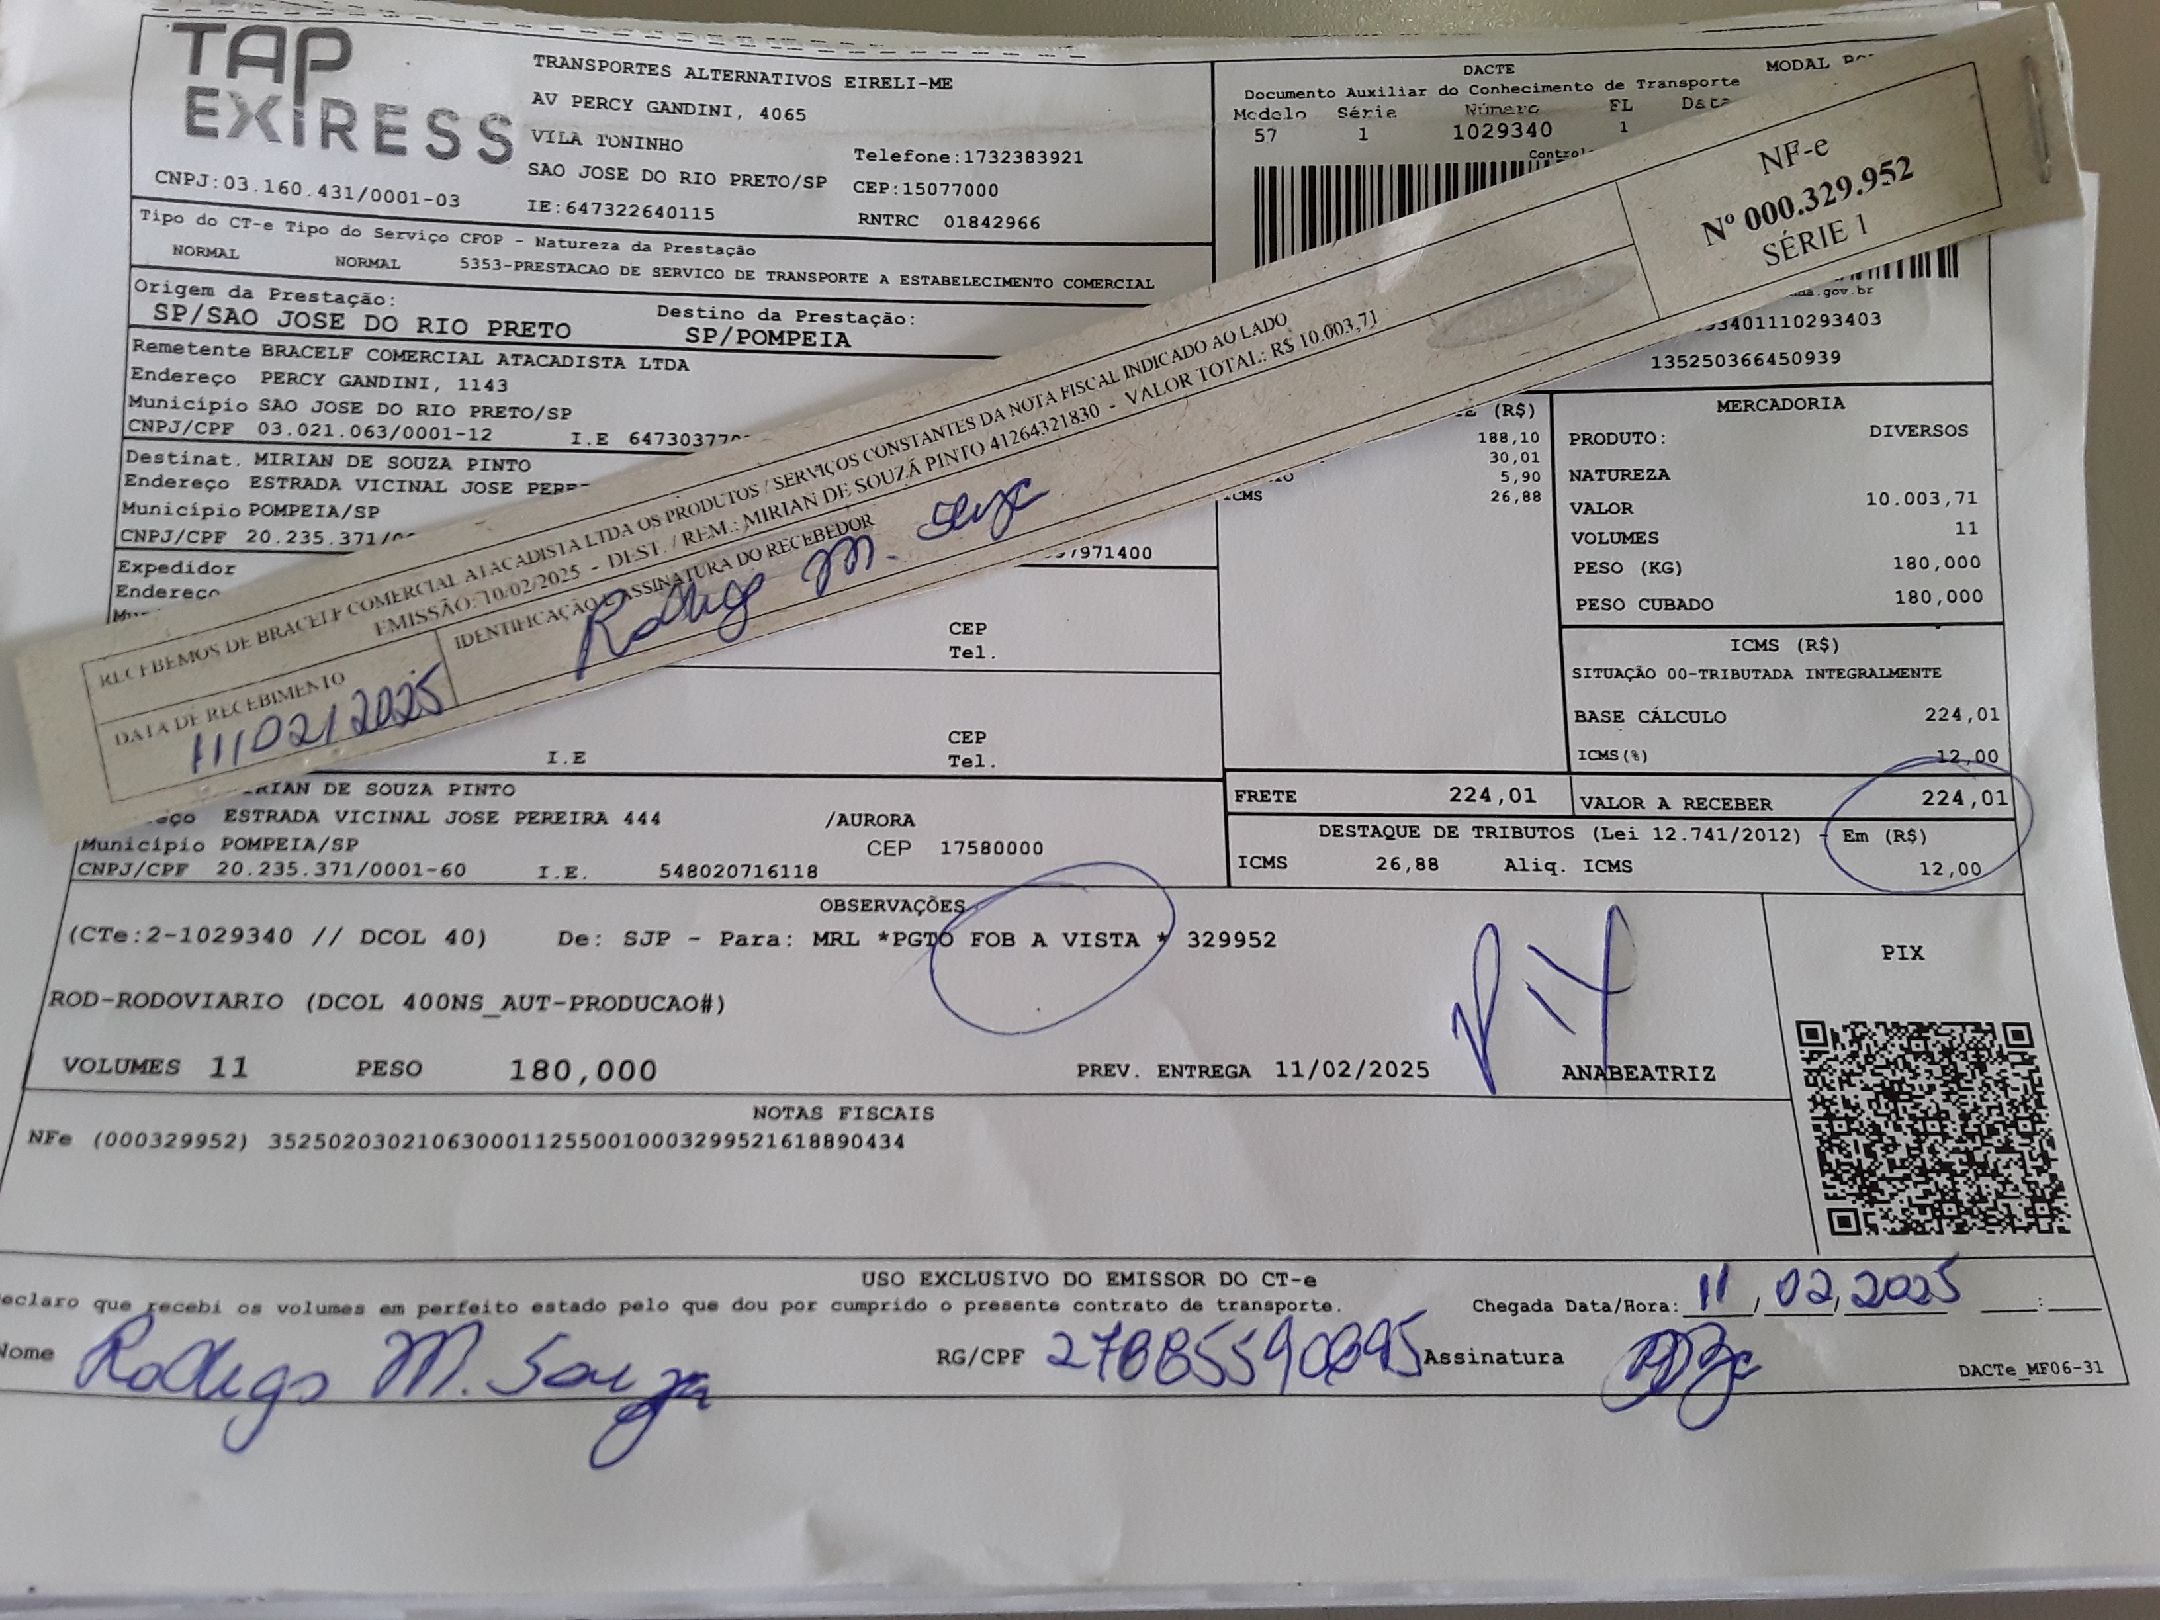 TAP
EXIRESS
CNPJ:03.160.431/0001-03
TRANSPORTES ALTERNATIVOS EIRELI-ME
AV PERCY GANDINI, 4065
VILA TONINHO
SAO JOSE DO RIO PRETO/SP
IE:647322640115
Telefone:1732383921
CEP:15077000
RNTRC 01842966
DACTE MODAL
Documento Auxiliar do Conhecimento de Transporte
Modelo Série Número FL Data
57 1 1029340 1
Tipo do CT-e Tipo do Serviço CFOP - Natureza da Prestação
NORMAL NORMAL 5353-PRESTACAO DE SERVICO DE TRANSPORTE A ESTABELECIMENTO COMERCIAL
Origem da Prestação: Destino da Prestação:
SP/SAO JOSE DO RIO PRETO SP/POMPEIA
Remetente BRACELF COMERCIAL ATACADISTA LTDA
Endereço PERCY GANDINI, 1143
Município SAO JOSE DO RIO PRETO/SP
CNPJ/CPF 03.021.063/0001-12 I.E
Destinat. MIRIAN DE SOUZA PINTO
Endereço ESTRADA VICINAL JOSE
Município POMPEIA/SP
CNPJ/CPF 20.235.371/
Expedidor
Endereço
CEP
Tel.
I.E
CEP
Tel.
135250366450939
NF-e
Nº 000.329.952
SÉRIE 1
RECEBEMOS DE BRACELF COMERCIAL ATACADISTA LTDA OS PRODUTOS / SERVIÇOS CONSTANTES DA NOTA FISCAL INDICADO AO LADO
EMISSÃO: 10/02/2025 - DEST. / REM.: MIRIAN DE SOUZA PINTO 41264321830 - VALOR TOTAL: R$ 10.003,71
DATA DE RECEBIMENTO
11/02/2025
IDENTIFICAÇÃO E ASSINATURA DO RECEBEDOR
Rodrigo M. Souza
(R$)
188,10
30,01
5,90
ICMS 26,88
MERCADORIA
PRODUTO: DIVERSOS
NATUREZA
VALOR 10.003,71
VOLUMES 11
PESO (KG) 180,000
PESO CUBADO 180,000
ICMS (R$)
SITUAÇÃO 00-TRIBUTADA INTEGRALMENTE
BASE CÁLCULO 224,01
ICMS(%) 12,00
MIRIAN DE SOUZA PINTO
ESTRADA VICINAL JOSE PEREIRA 444 /AURORA
Município POMPEIA/SP CEP 17580000
CNPJ/CPF 20.235.371/0001-60 I.E. 548020716118
FRETE 224,01 VALOR A RECEBER 224,01
DESTAQUE DE TRIBUTOS (Lei 12.741/2012) - Em (R$)
ICMS 26,88 Aliq. ICMS 12,00
OBSERVAÇÕES
(CTe:2-1029340 // DCOL 40) De: SJP - Para: MRL *PGTO FOB A VISTA * 329952
ROD-RODOVIARIO (DCOL 400NS_AUT-PRODUCAO#)
VOLUMES 11 PESO 180,000 PREV. ENTREGA 11/02/2025 ANABEATRIZ
PIX
PIX
NOTAS FISCAIS
NFe (000329952) 35250203021063000112550010003299521618890434
USO EXCLUSIVO DO EMISSOR DO CT-e
eclaro que recebi os volumes em perfeito estado pelo que dou por cumprido o presente contrato de transporte.
Chegada Data/Hora: 11/02/2025 __:__
Nome Rodrigo M. Souza RG/CPF Assinatura
DACTe_MF06-31